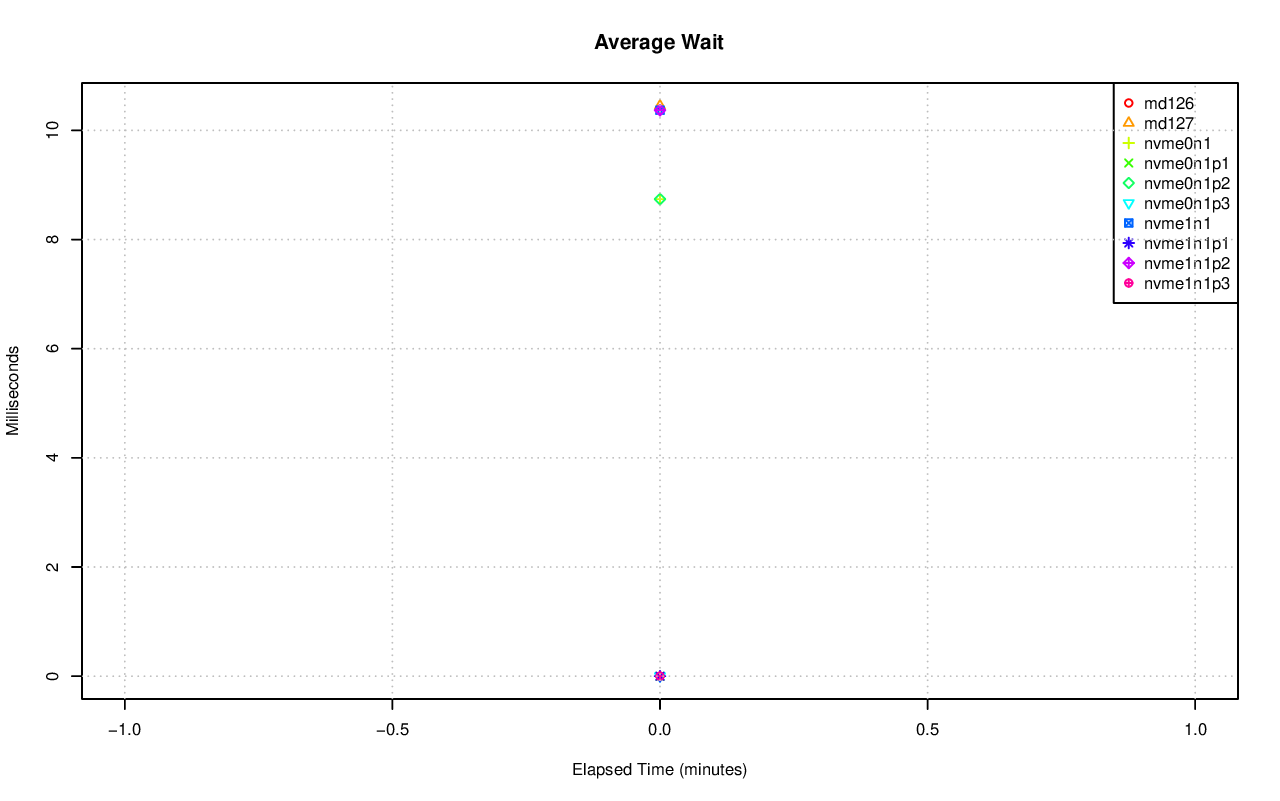 Average Wait
Milliseconds
10
8
6
4
2
0
md126
md127
nvme0n1
nvme0n1p1
nvme0n1p2
nvme0n1p3
nvme1n1
nvme1n1p1
nvme1n1p2
nvme1n1p3
−1.0 −0.5 0.0 0.5 1.0
Elapsed Time (minutes)